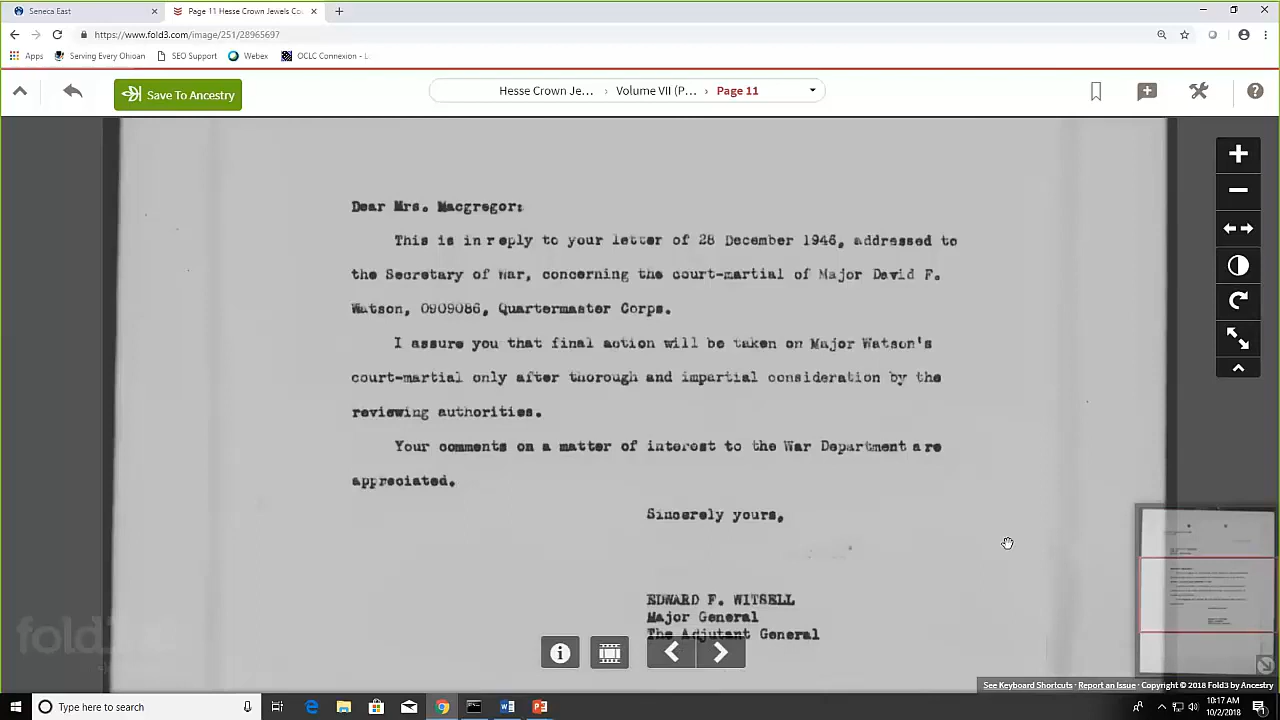 Seneca East
Page 11 Hesse Crown Jewels Cou
https://www.fold3.com/image/251/28965697
Apps
Serving Every Ohioan
SEO Support
Webex
OCLC Connexion - L
Save To Ancestry
Hesse Crown Je... › Volume VII (P... › Page 11
Dear Mrs. Macgregor:
This is in reply to your letter of 28 December 1946, addressed to
the Secretary of War, concerning the court-martial of Major David F.
Watson, 0909086, Quartermaster Corps.
I assure you that final action will be taken on Major Watson's
court-martial only after thorough and impartial consideration by the
reviewing authorities.
Your comments on a matter of interest to the War Department are
appreciated.
Sincerely yours,
EDWARD F. WITSELL
Major General
The Adjutant General
fold3
See Keyboard Shortcuts · Report an Issue · Copyright © 2018 Fold3 by Ancestry
Type here to search
10:17 AM
10/2/2018